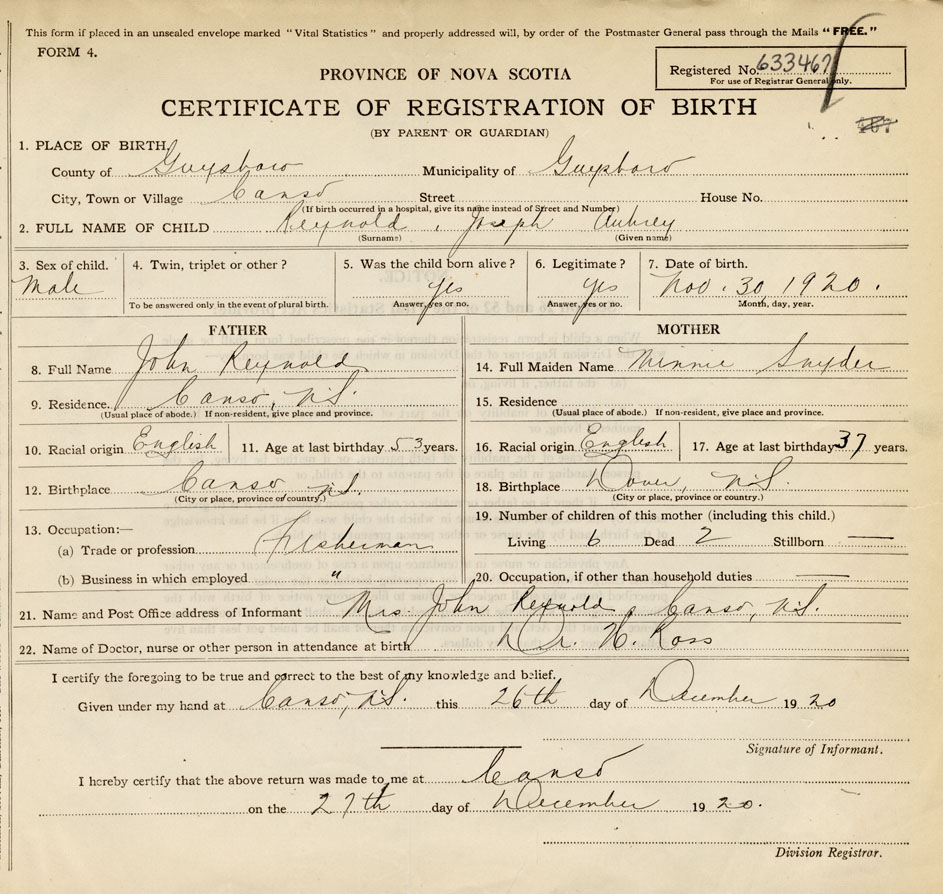 This form if placed in an unsealed envelope marked "Vital Statistics" and properly addressed will, by order of the Postmaster General pass through the Mails "FREE."
FORM 4.
Registered No. 633467
For use of Registrar General only.
PROVINCE OF NOVA SCOTIA
CERTIFICATE OF REGISTRATION OF BIRTH
(BY PARENT OR GUARDIAN)
1. PLACE OF BIRTH,
County of Guysboro Municipality of Guysboro
City, Town or Village Canso Street House No.
(If birth occurred in a hospital, give its name instead of Street and Number)
2. FULL NAME OF CHILD Reynold, Joseph Aubrey
(Surname) (Given name)
3. Sex of child. 4. Twin, triplet or other? 5. Was the child born alive? 6. Legitimate? 7. Date of birth.
Male yes yes Nov. 30, 1920.
To be answered only in the event of plural birth. Answer, yes or no. Answer, yes or no. Month, day, year.
FATHER MOTHER
8. Full Name John Reynold 14. Full Maiden Name Minnie Snyder
9. Residence. Canso, N.S. 15. Residence
(Usual place of abode.) If non-resident, give place and province. (Usual place of abode.) If non-resident, give place and province.
10. Racial origin English 11. Age at last birthday 53 years. 16. Racial origin English 17. Age at last birthday 37 years.
12. Birthplace Canso N.S. 18. Birthplace Dover, N.S.
(City or place, province or country.) (City or place, province or country.)
13. Occupation:— 19. Number of children of this mother (including this child.)
(a) Trade or profession Fisherman Living 6 Dead 2 Stillborn —
(b) Business in which employed " 20. Occupation, if other than household duties —
21. Name and Post Office address of Informant Mrs. John Reynold, Canso, N.S.
22. Name of Doctor, nurse or other person in attendance at birth Dr. H. Ross
I certify the foregoing to be true and correct to the best of my knowledge and belief.
Given under my hand at Canso, N.S. this 26th day of December 1920
Signature of Informant.
I hereby certify that the above return was made to me at Canso
on the 27th day of December 1920.
Division Registrar.